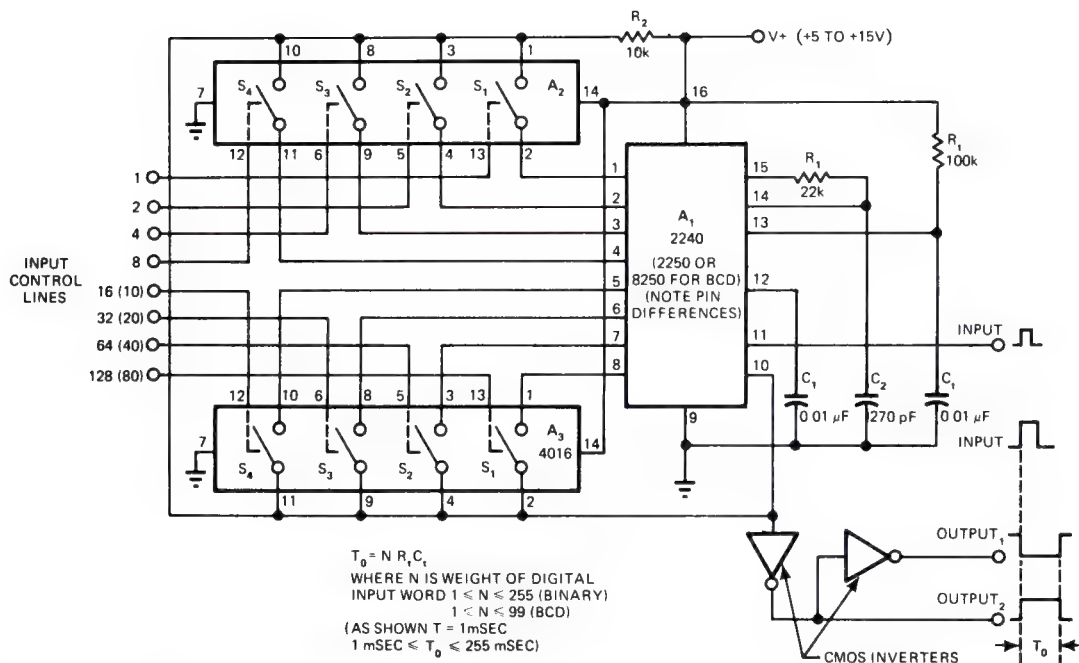 R2
10k
V+ (+5 TO +15V)
10
8
3
1
7
S4
S3
S2
S1
A2
14
16
12
11
6
9
5
4
13
2
R1
100k
INPUT
CONTROL
LINES
1
2
4
8
16 (10)
32 (20)
64 (40)
128 (80)
1
2
3
4
5
6
7
8
A1
2240
(2250 OR
8250 FOR BCD)
(NOTE PIN
DIFFERENCES)
15
14
13
12
11
10
9
R1
22k
INPUT
C1
0 01 µF
C2
270 pF
Ct
0 01 µF
INPUT
12
10
6
8
5
3
13
1
7
S4
S3
S2
S1
A3
4016
14
11
9
4
2
T0 = N Rt Ct
WHERE N IS WEIGHT OF DIGITAL
INPUT WORD 1 ≤ N ≤ 255 (BINARY)
1 < N ≤ 99 (BCD)
(AS SHOWN T = 1mSEC
1 mSEC ≤ T0 ≤ 255 mSEC)
OUTPUT1
OUTPUT2
T0
CMOS INVERTERS